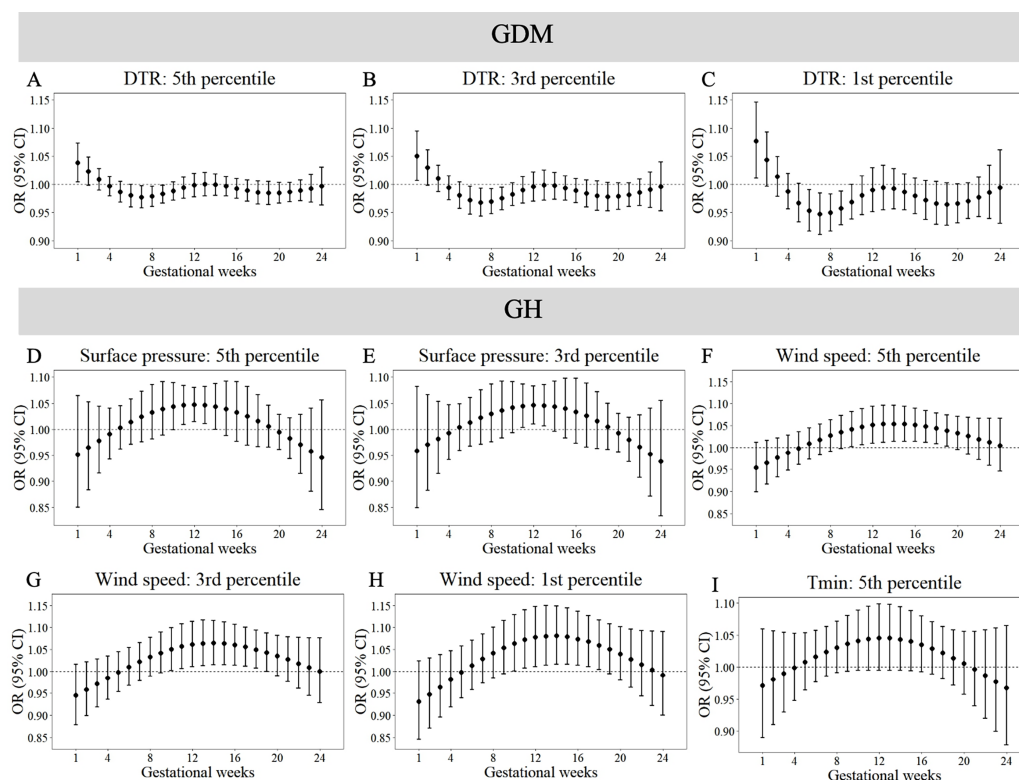 GDM
A DTR: 5th percentile
B DTR: 3rd percentile
C DTR: 1st percentile
OR (95% CI)
1.15
1.10
1.05
1.00
0.95
0.90
1 4 8 12 16 20 24
Gestational weeks
OR (95% CI)
1.15
1.10
1.05
1.00
0.95
0.90
1 4 8 12 16 20 24
Gestational weeks
OR (95% CI)
1.15
1.10
1.05
1.00
0.95
0.90
1 4 8 12 16 20 24
Gestational weeks
GH
D Surface pressure: 5th percentile
E Surface pressure: 3rd percentile
F Wind speed: 5th percentile
OR (95% CI)
1.10
1.05
1.00
0.95
0.90
0.85
1 4 8 12 16 20 24
Gestational weeks
OR (95% CI)
1.10
1.05
1.00
0.95
0.90
0.85
1 4 8 12 16 20 24
Gestational weeks
OR (95% CI)
1.15
1.10
1.05
1.00
0.95
0.90
0.85
1 4 8 12 16 20 24
Gestational weeks
G Wind speed: 3rd percentile
H Wind speed: 1st percentile
I Tmin: 5th percentile
OR (95% CI)
1.15
1.10
1.05
1.00
0.95
0.90
0.85
1 4 8 12 16 20 24
Gestational weeks
OR (95% CI)
1.15
1.10
1.05
1.00
0.95
0.90
0.85
1 4 8 12 16 20 24
Gestational weeks
OR (95% CI)
1.10
1.05
1.00
0.95
0.90
1 4 8 12 16 20 24
Gestational weeks